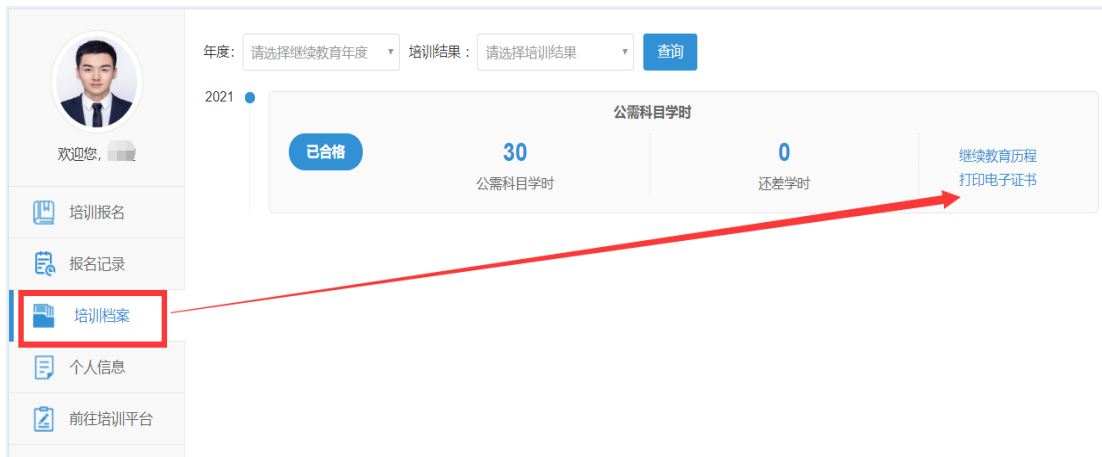 年度： 请选择继续教育年度 培训结果： 请选择培训结果 查询
2021
公需科目学时
已合格 30 0 继续教育历程
公需科目学时 还差学时 打印电子证书
欢迎您,
培训报名
报名记录
培训档案
个人信息
前往培训平台